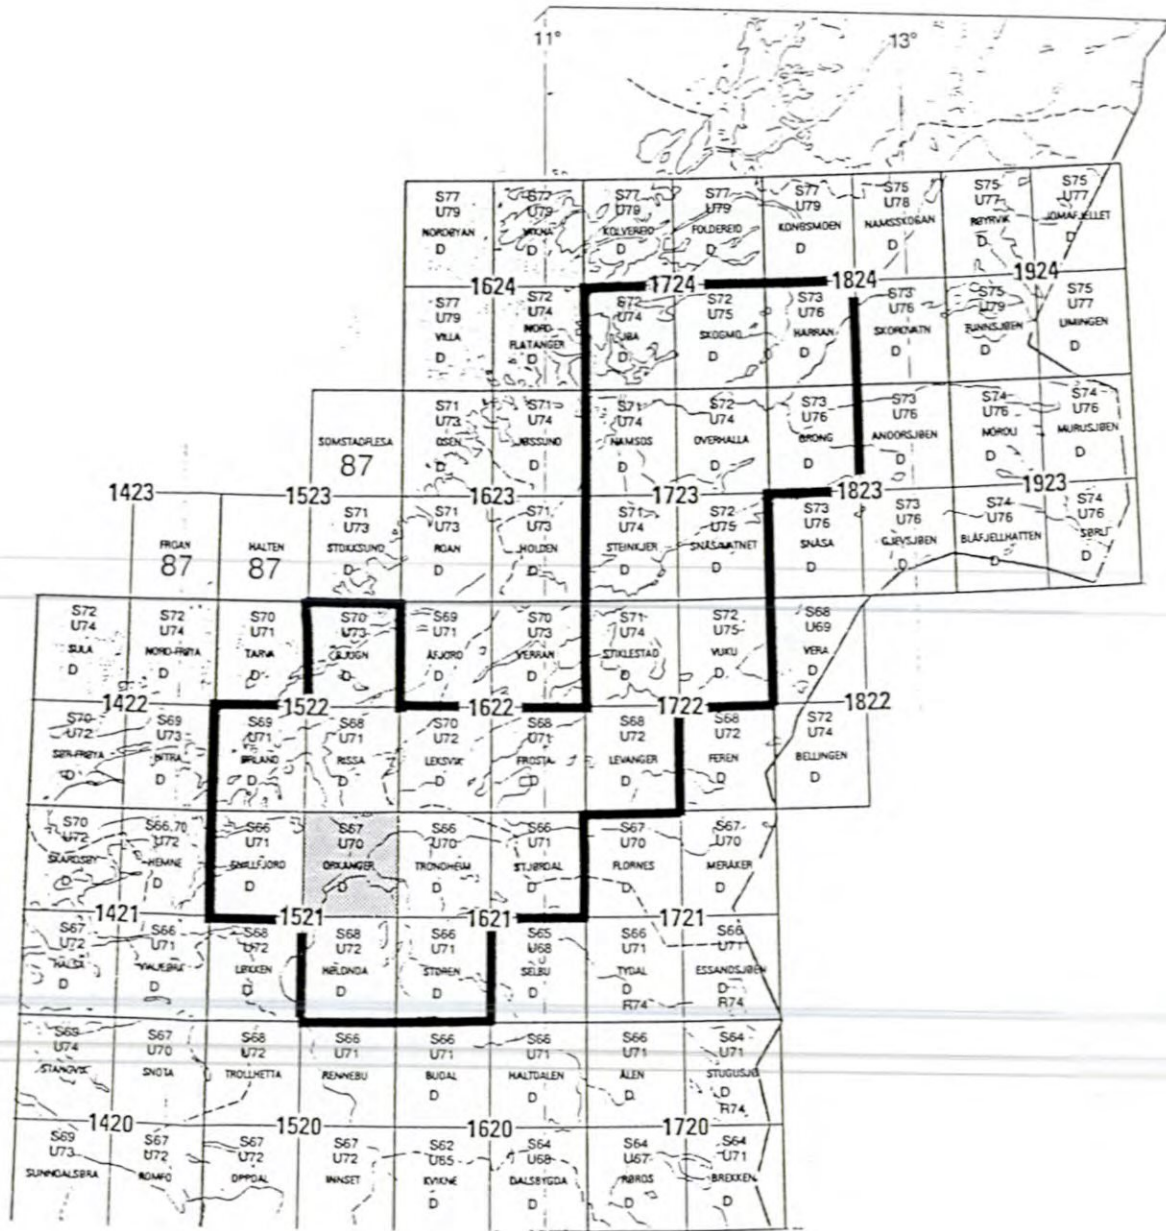 11°
13°
S77 S77 S77 S77 S77 S75 S75 S75
U79 U79 U79 U79 U79 U78 U77 U77
NORDØYAN VIKNA KOLVEREID FOLDEREID KONGSMOEN NAMSSKOGAN RØYRVIK JOMAFJELLET
D D D D D D D D
1624 1724 1824 1924
S77 S72 S72 S72 S73 S73 S75 S75
U79 U74 U74 U75 U76 U76 U79 U77
VILLA NORD- FLATANGER SJØA SKOGMO HARRAN SKOROVATN TUNNSJØEN LIMINGEN
D D D D D D D D
S71 S71 S71 S72 S73 S73 S74 S74
U73 U74 U74 U74 U76 U76 U76 U76
SOMSTADFLESA OSEN JØSSUND NAMSOS OVERHALLA GRONG ANDORSJØEN NORDLI MURUSJØEN
87 D D D D D D D D
1423 1523 1623 1723 1823 1923
S71 S71 S71 S71 S72 S73 S73 S74 S74
U73 U73 U73 U74 U75 U76 U76 U76 U76
FROAN HALTEN STOKKSUND ROAN HOLDEN STEINKJER SNÅSAVATNET SNÅSA GJEVSJØEN BLÅFJELLHATTEN SØRLI
87 87 D D D D D D D D D
S72 S72 S70 S70 S69 S70 S71 S72 S68
U74 U74 U71 U73 U71 U73 U74 U75 U69
SULA NORD-FRØYA TARVA BJUGN ÅFJORD VERRAN STIKLESTAD VUKU VERA
D D D D D D D D D
1422 1522 1622 1722 1822
S70 S69 S69 S68 S70 S68 S68 S68 S72
U72 U73 U71 U71 U72 U71 U72 U72 U74
SØR-FRØYA HITRA ØRLAND RISSA LEKSVIK FROSTA LEVANGER FEREN BELLINGEN
D D D D D D D D D
S70 S66,70 S66 S67 S66 S66 S67 S67
U72 U72 U71 U70 U70 U71 U70 U70
SKARDSØY HEMNE SNILLFJORD ORKANGER TRONDHEIM STJØRDAL FLORNES MERÅKER
D D D D D D D D
1421 1521 1621 1721
S67 S66 S68 S68 S66 S65 S66 S66
U72 U71 U72 U72 U71 U68 U71 U71
HALSA VINJEØRA LØKKEN HØLONDA STØREN SELBU TYDAL ESSANDSJØEN
D D D D D D D D
R74 R74
S69 S67 S68 S66 S66 S66 S66 S64
U74 U70 U72 U71 U71 U71 U71 U71
STANGVIK SNOTA TROLLHETTA RENNEBU BUDAL HALTDALEN ÅLEN STUGUSJØ
D D D D
R74
1420 1520 1620 1720
S69 S67 S67 S67 S62 S64 S64 S64
U73 U72 U72 U72 U65 U68 U67 U71
SUNNDALSØRA ROMFO OPPDAL INNSET KVIKNE DALSBYGDA RØROS BREKKEN
D D D D